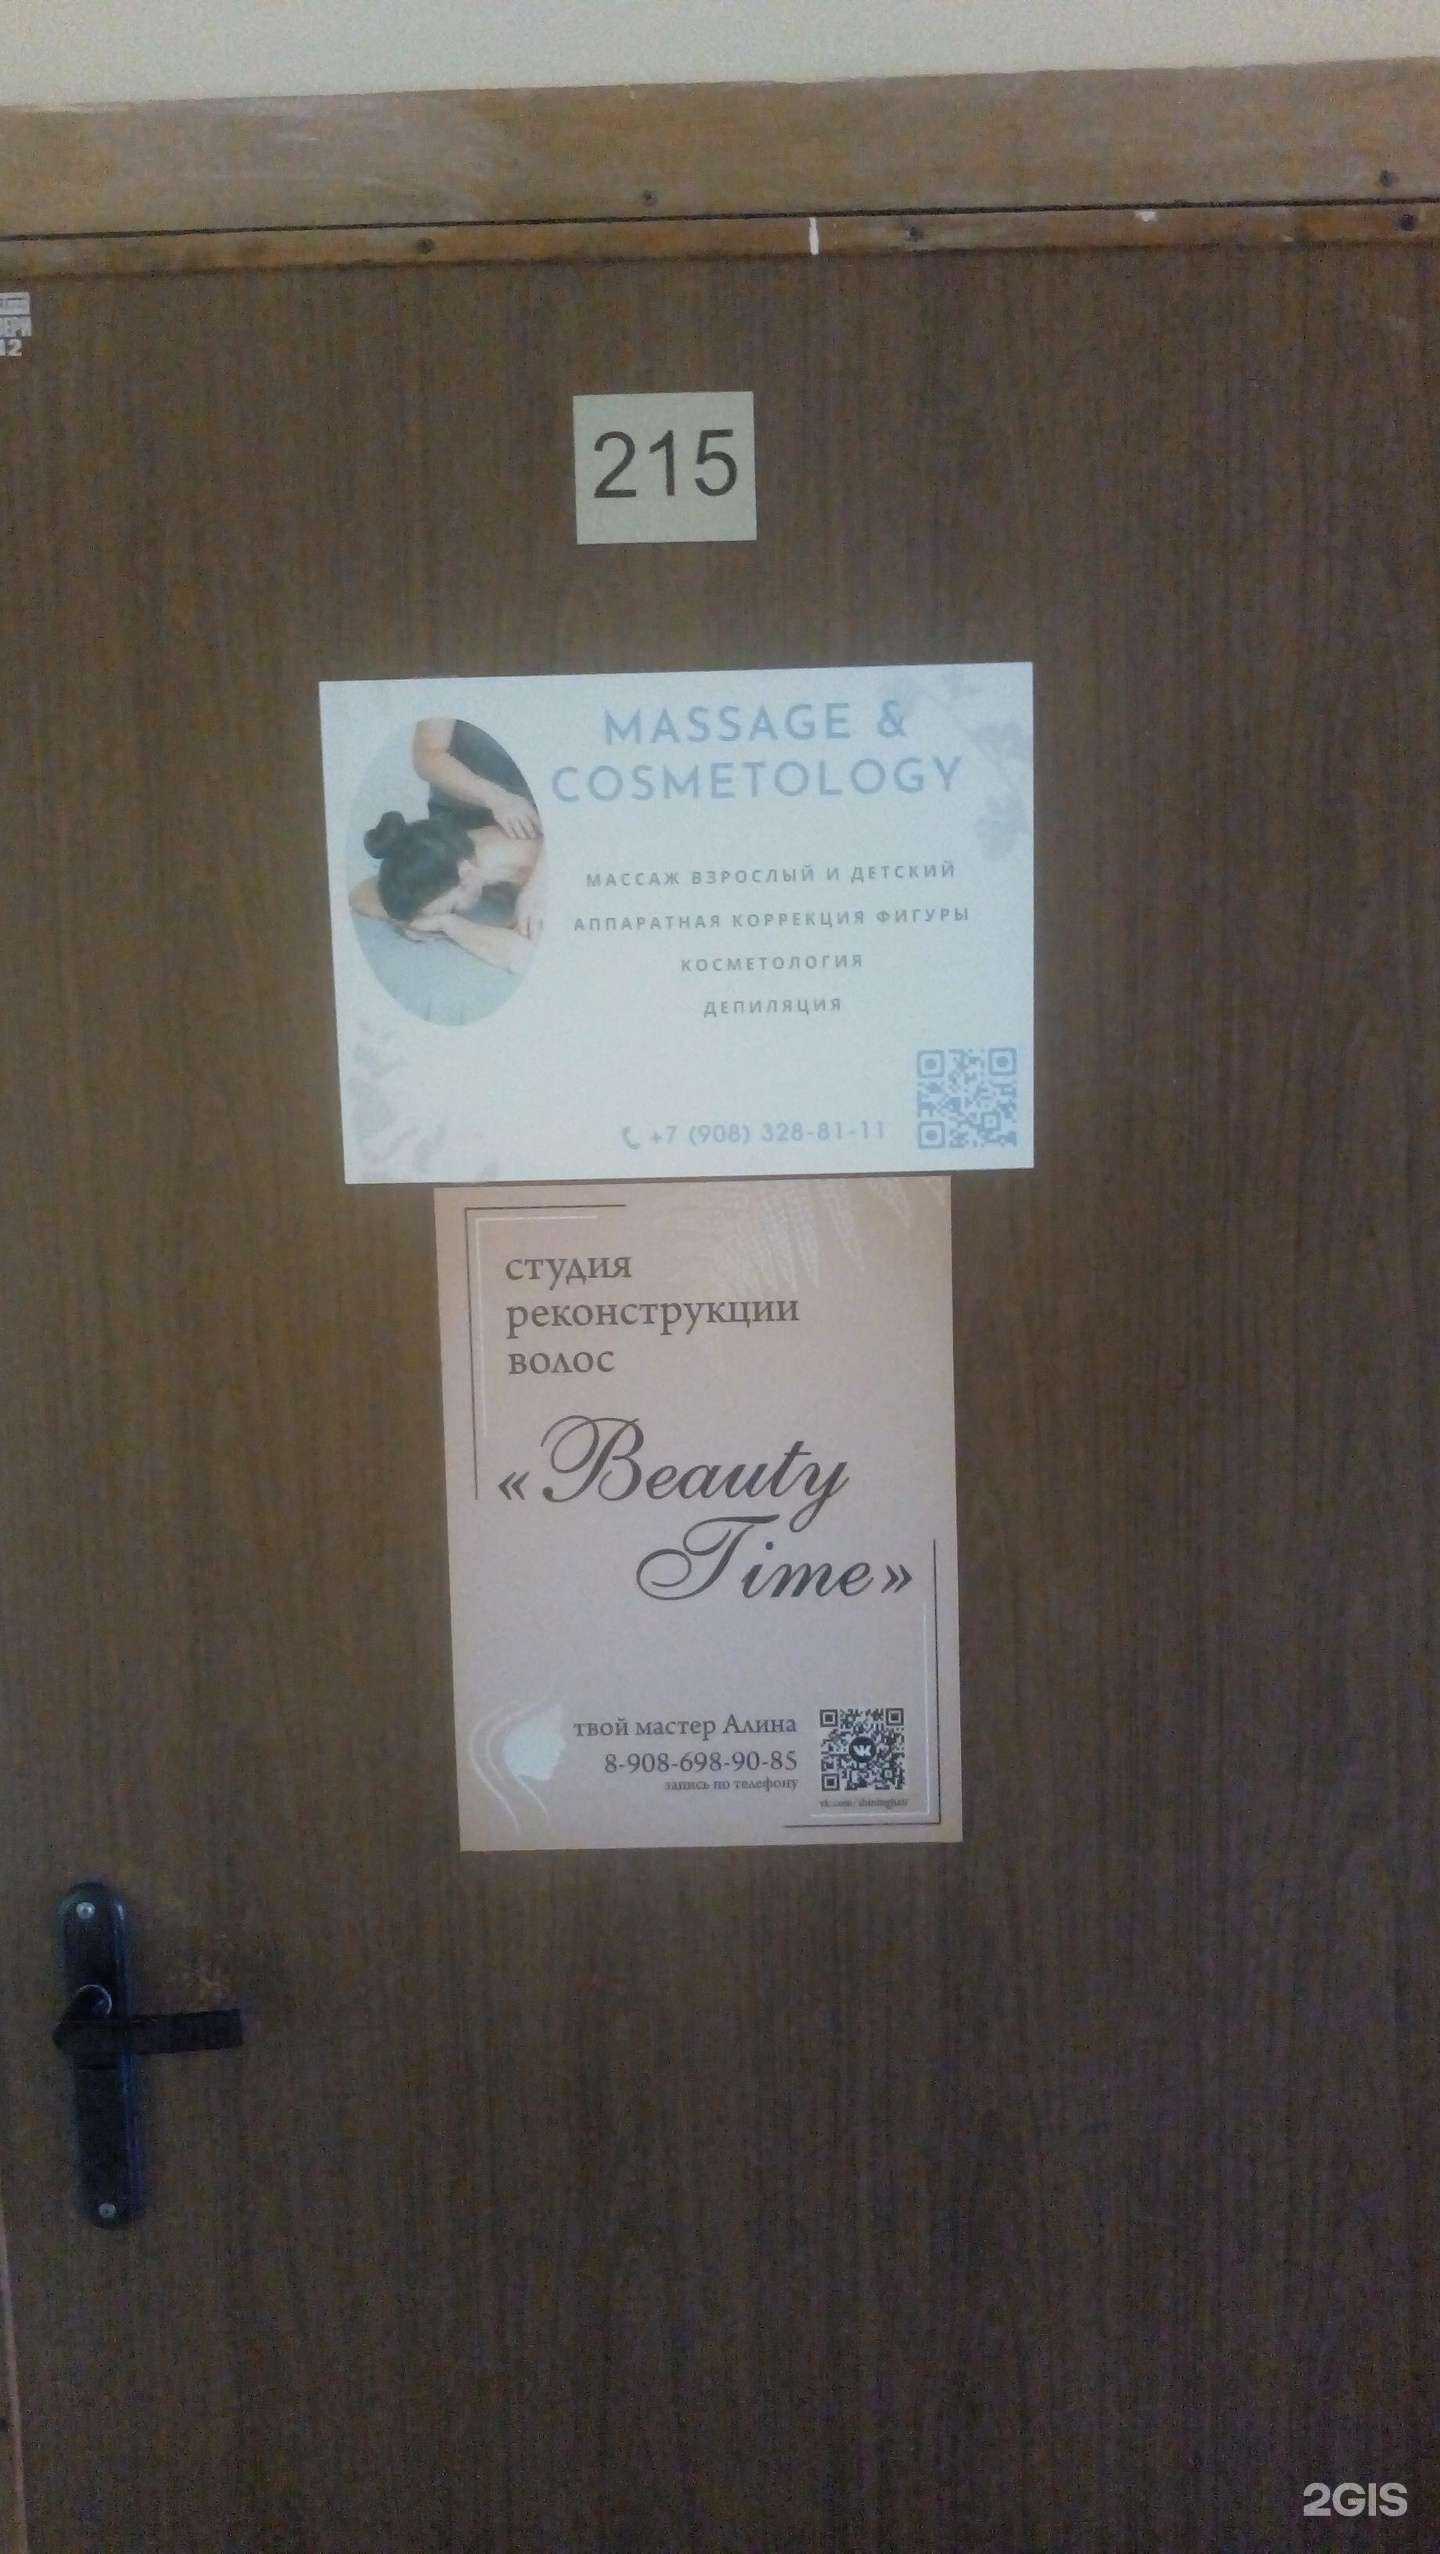 12
215
MASSAGE &
COSMETOLOGY
МАССАЖ ВЗРОСЛЫЙ И ДЕТСКИЙ
АППАРАТНАЯ КОРРЕКЦИЯ ФИГУРЫ
КОСМЕТОЛОГИЯ
ДЕПИЛЯЦИЯ
+7 (908) 328-81-11
студия
реконструкции
волос
«Beauty
Time»
твой мастер Алина
8-908-698-90-85
запись по телефону
2GIS